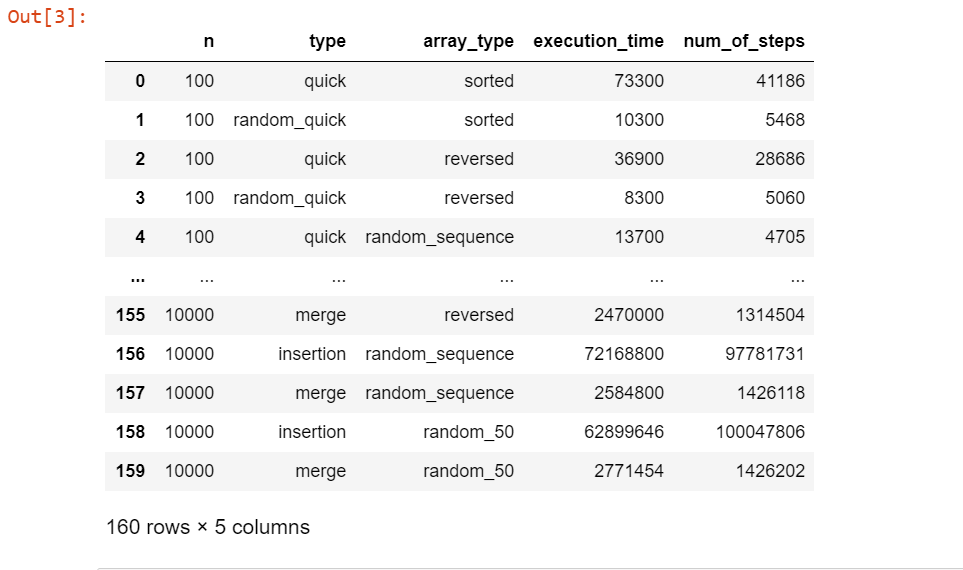 Out[3]:
n type array_type execution_time num_of_steps
0 100 quick sorted 73300 41186
1 100 random_quick sorted 10300 5468
2 100 quick reversed 36900 28686
3 100 random_quick reversed 8300 5060
4 100 quick random_sequence 13700 4705
... ... ... ... ... ...
155 10000 merge reversed 2470000 1314504
156 10000 insertion random_sequence 72168800 97781731
157 10000 merge random_sequence 2584800 1426118
158 10000 insertion random_50 62899646 100047806
159 10000 merge random_50 2771454 1426202
160 rows × 5 columns